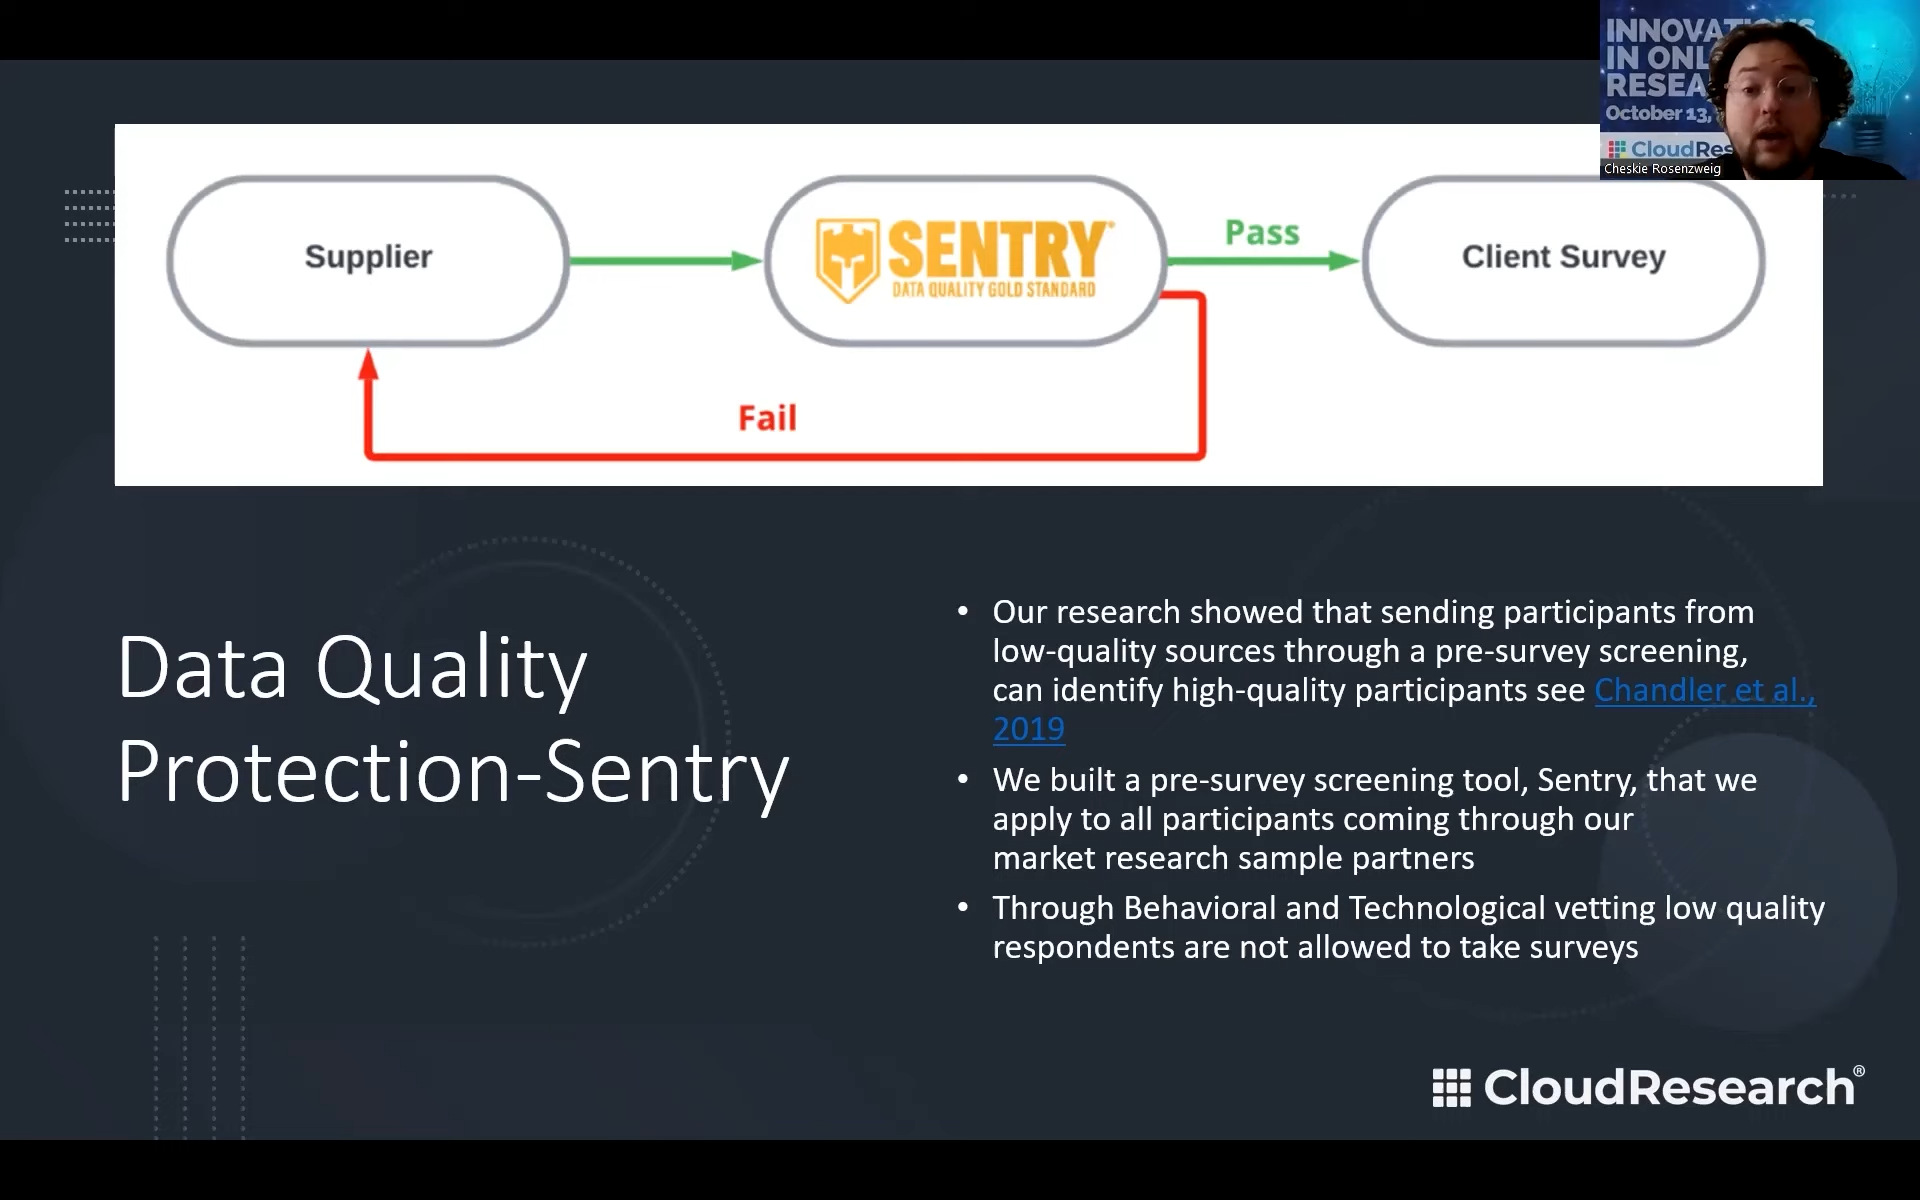 INNOVATIONS
IN ONL
RESEA
October 13,
CloudRes
Cheskie Rosenzweig
Supplier
SENTRY
DATA QUALITY GOLD STANDARD
Pass
Client Survey
Fail
Data Quality
Protection-Sentry
• Our research showed that sending participants from
low-quality sources through a pre-survey screening,
can identify high-quality participants see Chandler et al.,
2019
• We built a pre-survey screening tool, Sentry, that we
apply to all participants coming through our
market research sample partners
• Through Behavioral and Technological vetting low quality
respondents are not allowed to take surveys
CloudResearch®